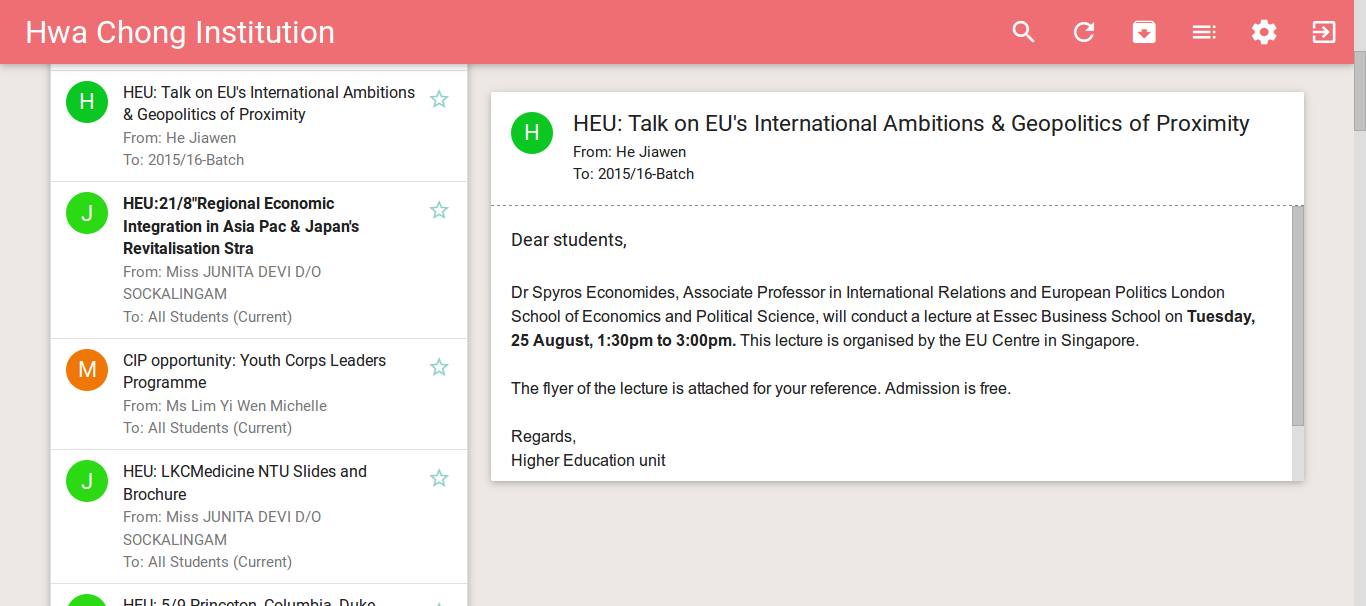 Hwa Chong Institution
H
HEU: Talk on EU's International Ambitions
& Geopolitics of Proximity
From: He Jiawen
To: 2015/16-Batch
J
HEU:21/8"Regional Economic
Integration in Asia Pac & Japan's
Revitalisation Stra
From: Miss JUNITA DEVI D/O
SOCKALINGAM
To: All Students (Current)
M
CIP opportunity: Youth Corps Leaders
Programme
From: Ms Lim Yi Wen Michelle
To: All Students (Current)
J
HEU: LKCMedicine NTU Slides and
Brochure
From: Miss JUNITA DEVI D/O
SOCKALINGAM
To: All Students (Current)
HEU: 5/9 Princeton, Columbia, Duke
H
HEU: Talk on EU's International Ambitions & Geopolitics of Proximity
From: He Jiawen
To: 2015/16-Batch
Dear students,
Dr Spyros Economides, Associate Professor in International Relations and European Politics London
School of Economics and Political Science, will conduct a lecture at Essec Business School on Tuesday,
25 August, 1:30pm to 3:00pm. This lecture is organised by the EU Centre in Singapore.
The flyer of the lecture is attached for your reference. Admission is free.
Regards,
Higher Education unit